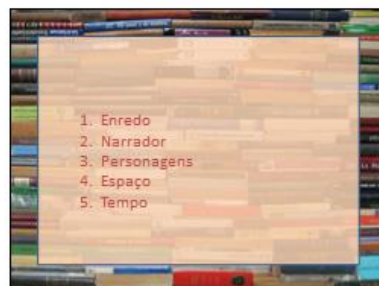 1. Enredo
2. Narrador
3. Personagens
4. Espaço
5. Tempo